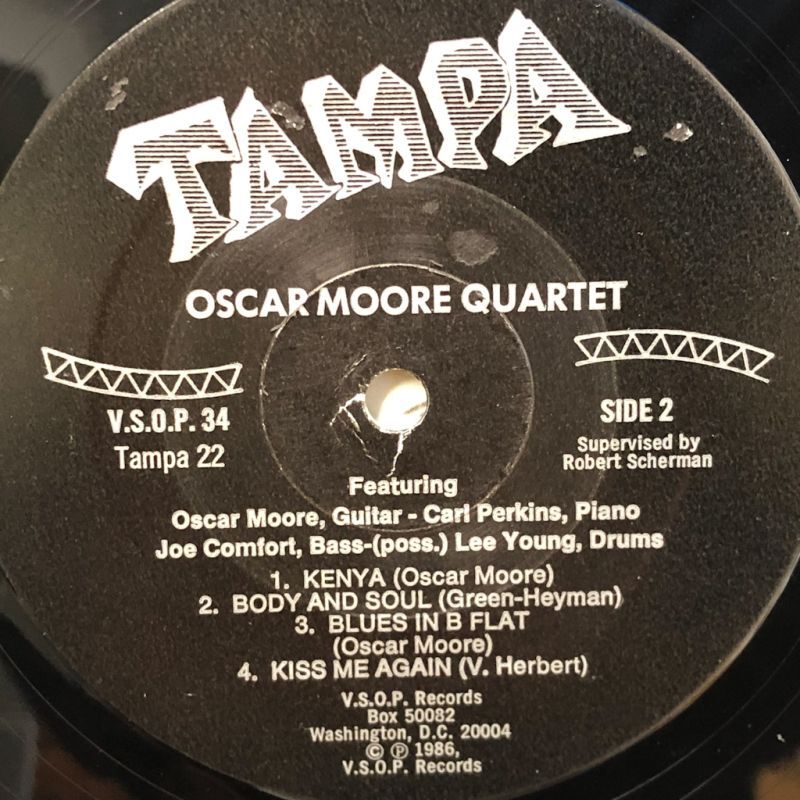 TAMPA
OSCAR MOORE QUARTET
V.S.O.P. 34
Tampa 22
SIDE 2
Supervised by
Robert Scherman
Featuring
Oscar Moore, Guitar - Carl Perkins, Piano
Joe Comfort, Bass-(poss.) Lee Young, Drums
1. KENYA (Oscar Moore)
2. BODY AND SOUL (Green-Heyman)
3. BLUES IN B FLAT
(Oscar Moore)
4. KISS ME AGAIN (V. Herbert)
V.S.O.P. Records
Box 50082
Washington, D.C. 20004
© ℗ 1986,
V.S.O.P. Records